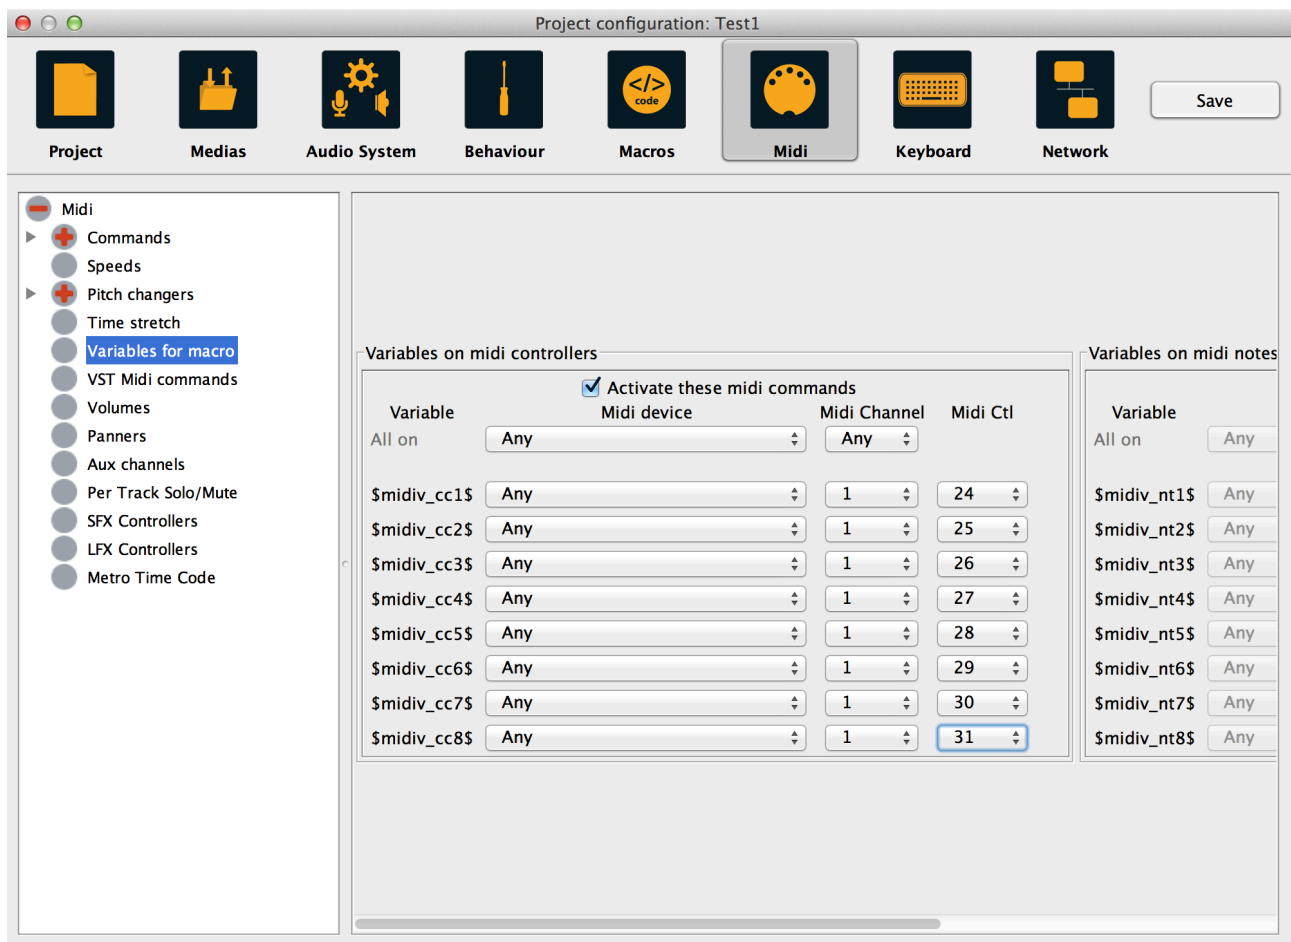 Project configuration: Test1
</> code
Project Medias Audio System Behaviour Macros Midi Keyboard Network Save
Midi
Commands
Speeds
Pitch changers
Time stretch
Variables for macro
VST Midi commands
Volumes
Panners
Aux channels
Per Track Solo/Mute
SFX Controllers
LFX Controllers
Metro Time Code
Variables on midi controllers
Activate these midi commands
Variable Midi device Midi Channel Midi Ctl
All on Any Any
$midiv_cc1$ Any 1 24
$midiv_cc2$ Any 1 25
$midiv_cc3$ Any 1 26
$midiv_cc4$ Any 1 27
$midiv_cc5$ Any 1 28
$midiv_cc6$ Any 1 29
$midiv_cc7$ Any 1 30
$midiv_cc8$ Any 1 31
Variables on midi notes
Variable
All on Any
$midiv_nt1$ Any
$midiv_nt2$ Any
$midiv_nt3$ Any
$midiv_nt4$ Any
$midiv_nt5$ Any
$midiv_nt6$ Any
$midiv_nt7$ Any
$midiv_nt8$ Any